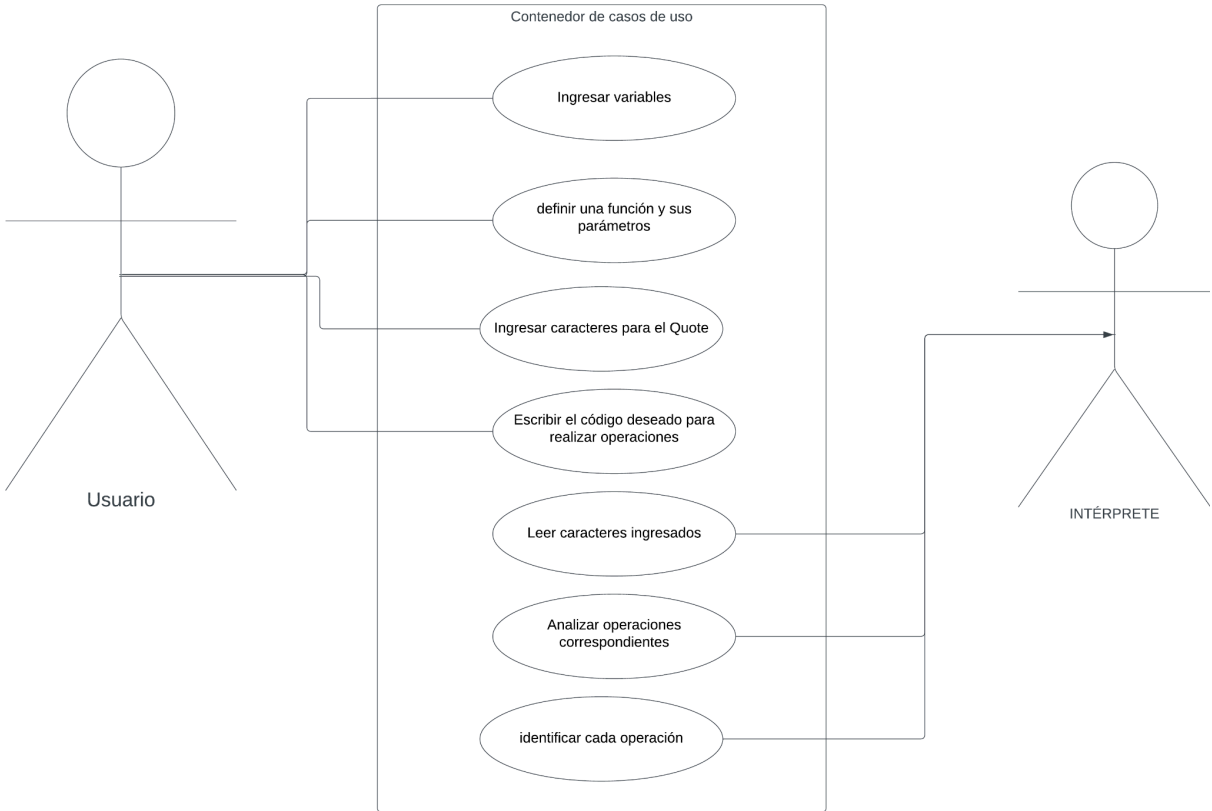 Contenedor de casos de uso
Ingresar variables
definir una función y sus
parámetros
Ingresar caracteres para el Quote
Escribir el código deseado para
realizar operaciones
Usuario
Leer caracteres ingresados
INTÉRPRETE
Analizar operaciones
correspondientes
identificar cada operación